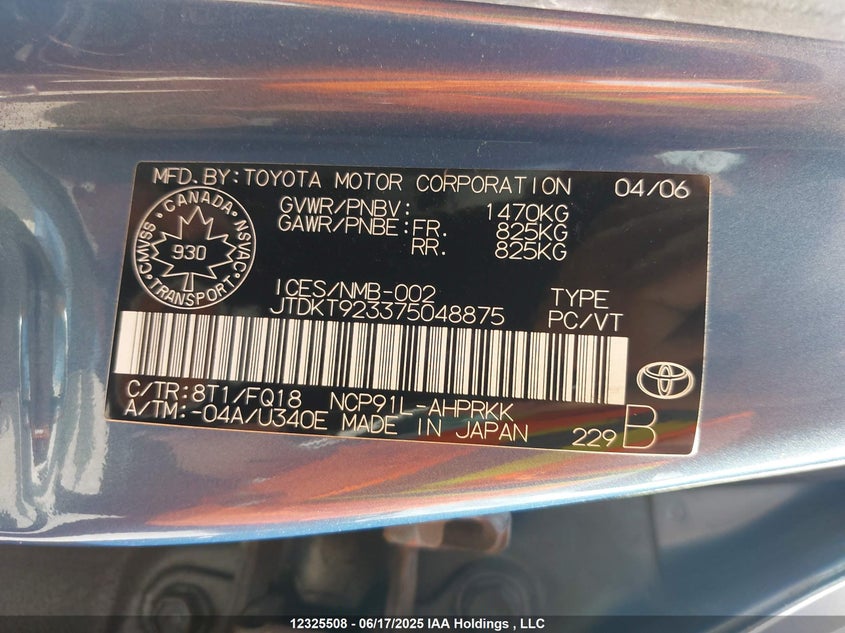 MFD.BY:TOYOTA MOTOR CORPORATION 04/06
GVWR/PNBV: 1470KG
GAWR/PNBE:FR. 825KG
RR. 825KG
CANADA
CMVSS 930 NSVAC
TRANSPORT
ICES/NMB-002 TYPE
JTDKT923375048875 PC/VT
C/TR:8T1/FQ18 NCP91L-AHPRKK
A/TM:-04A/U340E MADE IN JAPAN 229 B
12325508 - 06/17/2025 IAA Holdings , LLC